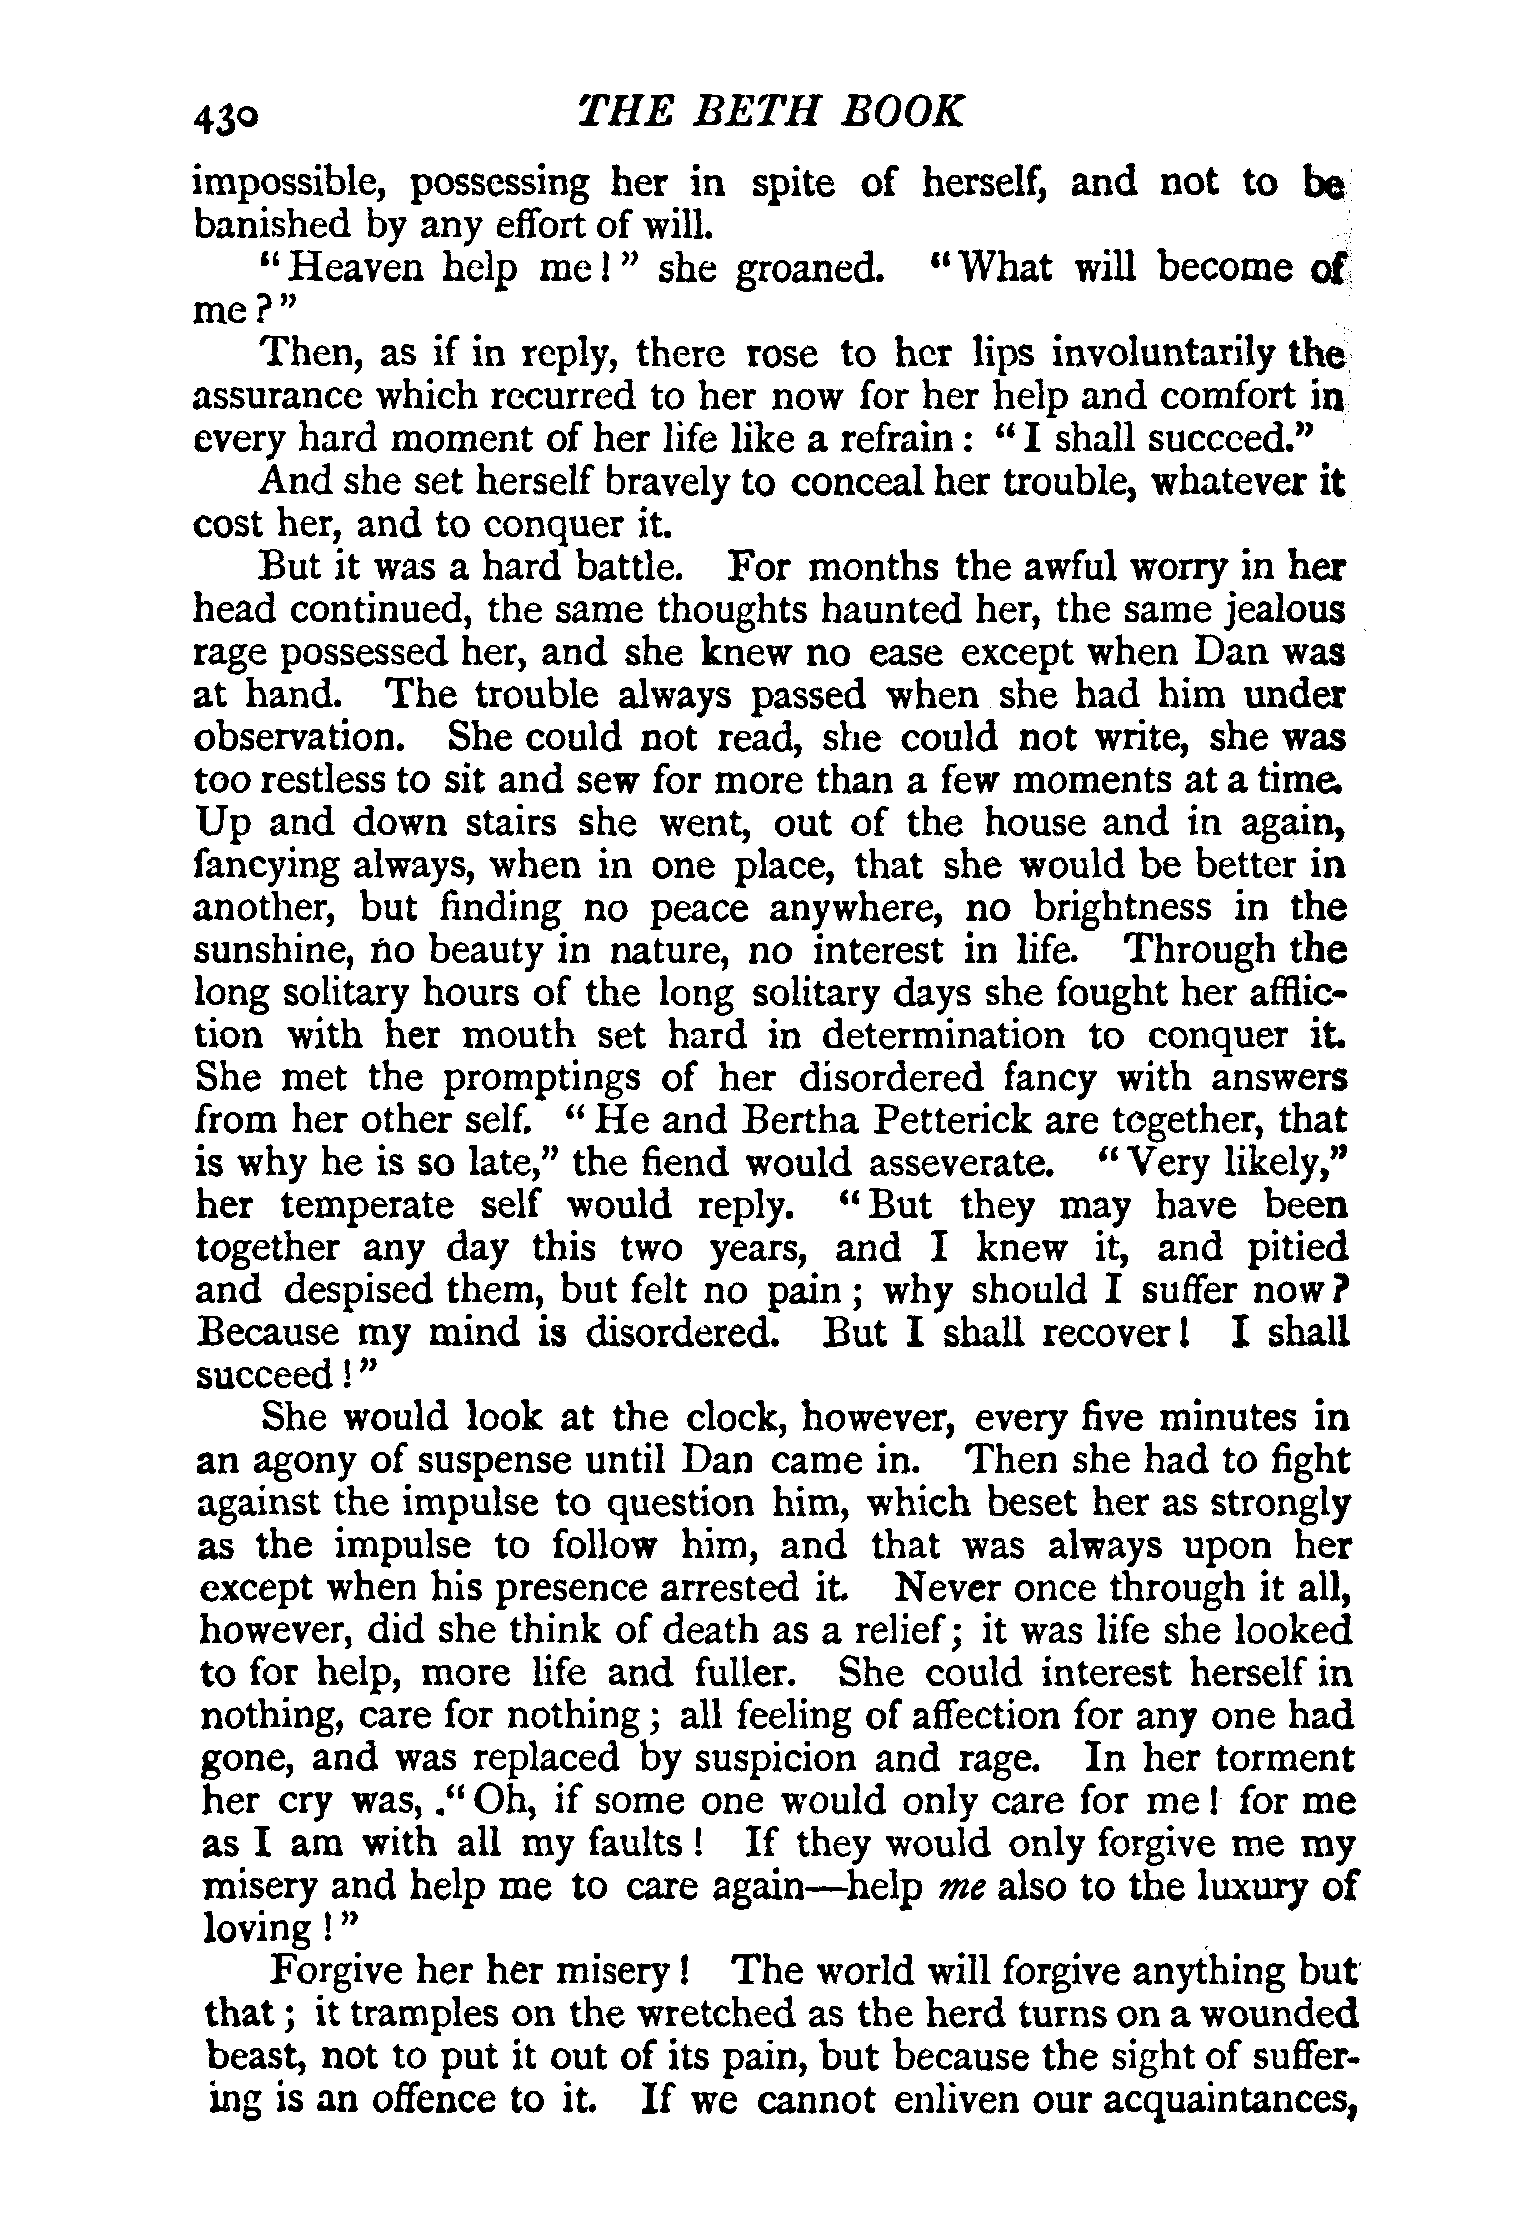 430 THE BETH BOOK
impossible, possessing her in spite of herself, and not to be
banished by any effort of will.
"Heaven help me!" she groaned. "What will become of
me?"
Then, as if in reply, there rose to her lips involuntarily the
assurance which recurred to her now for her help and comfort in
every hard moment of her life like a refrain: "I shall succeed."
And she set herself bravely to conceal her trouble, whatever it
cost her, and to conquer it.
But it was a hard battle. For months the awful worry in her
head continued, the same thoughts haunted her, the same jealous
rage possessed her, and she knew no ease except when Dan was
at hand. The trouble always passed when she had him under
observation. She could not read, she could not write, she was
too restless to sit and sew for more than a few moments at a time.
Up and down stairs she went, out of the house and in again,
fancying always, when in one place, that she would be better in
another, but finding no peace anywhere, no brightness in the
sunshine, no beauty in nature, no interest in life. Through the
long solitary hours of the long solitary days she fought her afflic-
tion with her mouth set hard in determination to conquer it.
She met the promptings of her disordered fancy with answers
from her other self. "He and Bertha Petterick are together, that
is why he is so late," the fiend would asseverate. "Very likely,"
her temperate self would reply. "But they may have been
together any day this two years, and I knew it, and pitied
and despised them, but felt no pain; why should I suffer now?
Because my mind is disordered. But I shall recover! I shall
succeed!"
She would look at the clock, however, every five minutes in
an agony of suspense until Dan came in. Then she had to fight
against the impulse to question him, which beset her as strongly
as the impulse to follow him, and that was always upon her
except when his presence arrested it. Never once through it all,
however, did she think of death as a relief; it was life she looked
to for help, more life and fuller. She could interest herself in
nothing, care for nothing; all feeling of affection for any one had
gone, and was replaced by suspicion and rage. In her torment
her cry was, "Oh, if some one would only care for me! for me
as I am with all my faults! If they would only forgive me my
misery and help me to care again—help me also to the luxury of
loving!"
Forgive her her misery! The world will forgive anything but
that; it tramples on the wretched as the herd turns on a wounded
beast, not to put it out of its pain, but because the sight of suffer-
ing is an offence to it. If we cannot enliven our acquaintances,